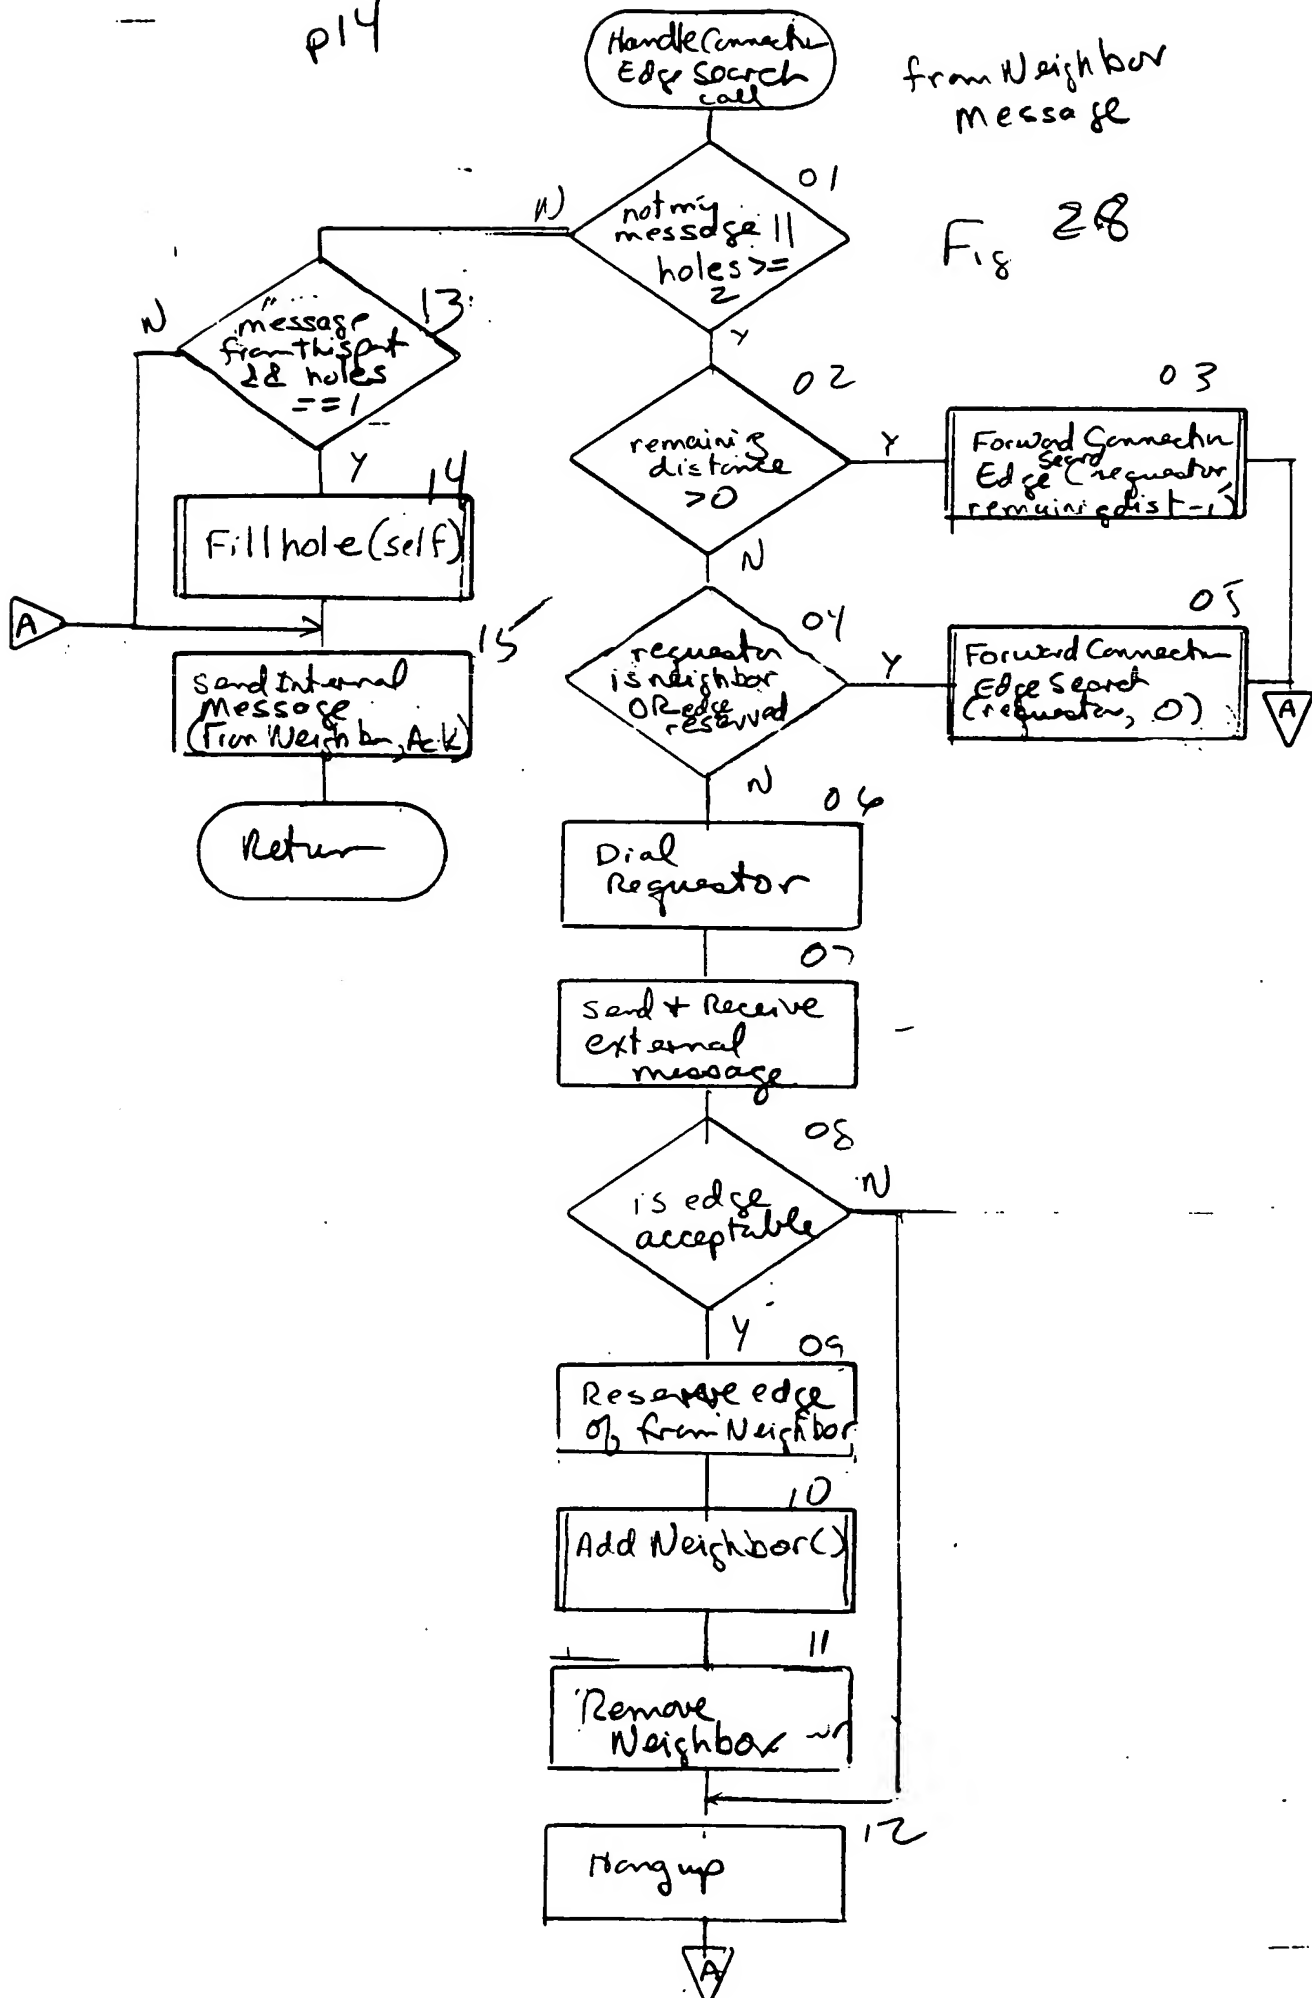 p14
Handle Connection
Edge Search
call
from Neighbor
message
Fig 28
01
not my
message ||
holes >=
2
N
Y
13
message
from this port
&& holes
== 1
N
Y
02
remaining
distance
>0
Y
N
03
Forward Connection
Edge Search (requestor,
remaining dist-1)
14
Fill hole (self)
A
15
Send Internal
Message
(From Neighbor, Ack)
Return
04
requestor
is neighbor
OR edge
reserved
Y
N
05
Forward Connection
Edge Search
(requestor, 0)
A
06
Dial
Requestor
07
Send + Receive
external
message
08
is edge
acceptable
N
Y
09
Reserve edge
of from Neighbor
10
Add Neighbor()
11
Remove
Neighbor
12
Hang up
A